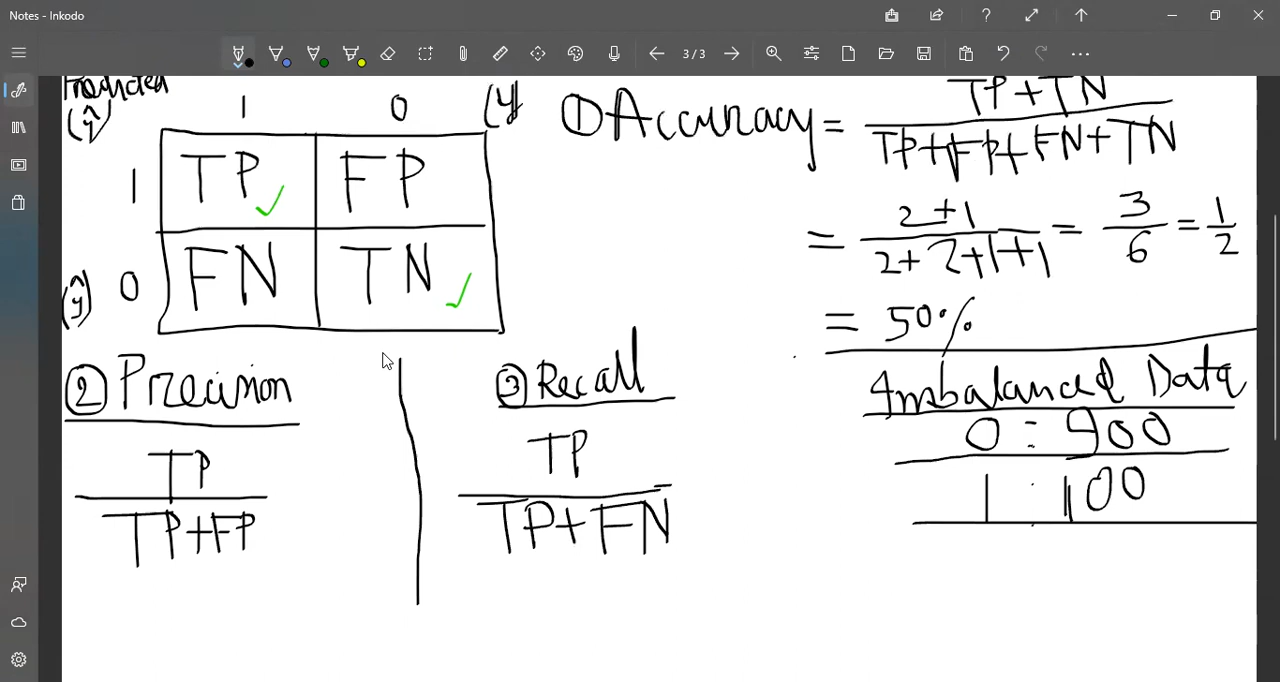 Notes - Inkodo
3/3
Predicted
(ŷ)
1 0 (y
1 TP FP
(ŷ) 0 FN TN
① Accuracy = TP+TN
TP+FP+FN+TN
= 2+1 = 3 = 1
2+2+1+1 6 2
= 50%
② Precision
TP
TP+FP
③ Recall
TP
TP+FN
Imbalanced Data
0 : 900
1 : 100